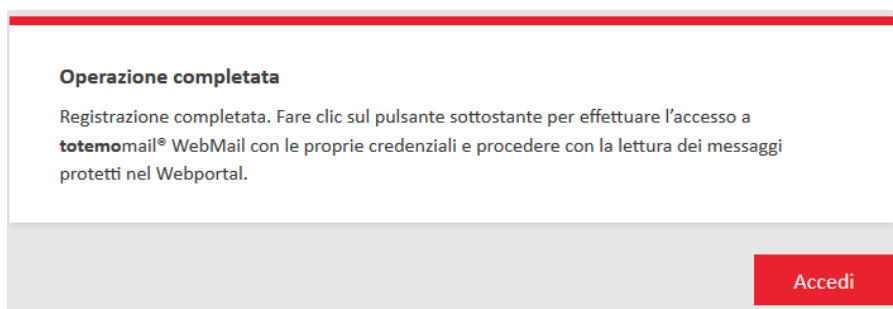 Operazione completata
Registrazione completata. Fare clic sul pulsante sottostante per effettuare l’accesso a
totemomail® WebMail con le proprie credenziali e procedere con la lettura dei messaggi
protetti nel Webportal.
Accedi